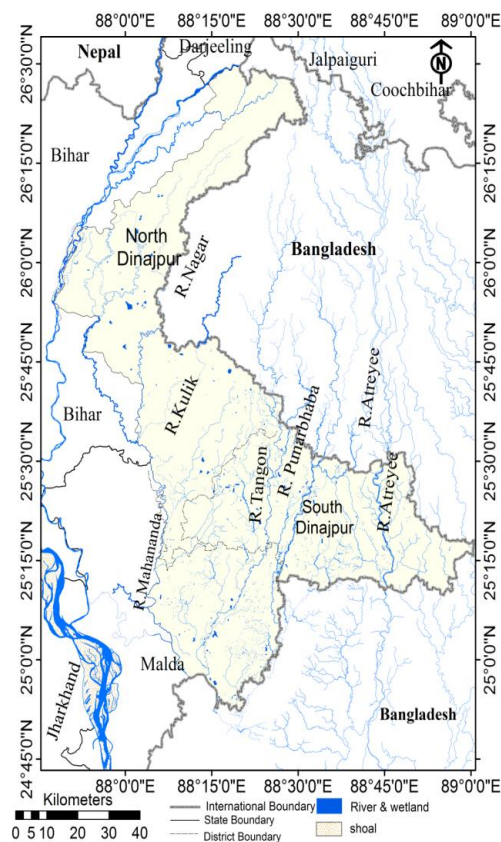 88°0'0"E 88°15'0"E 88°30'0"E 88°45'0"E 89°0'0"E
26°30'0"N
26°15'0"N
26°0'0"N
25°45'0"N
25°30'0"N
25°15'0"N
25°0'0"N
24°45'0"N
Nepal
Darjeeling
Jalpaiguri
N
Coochbihar
Bihar
North
Dinajpur
R.Nagar
Bangladesh
R.Kulik
Bihar
R.Tangon
R. Punarbhaba
R.Atreyee
R.Atreyee
South
Dinajpur
R.Mahananda
Malda
Jharkhand
Bangladesh
26°30'0"N
26°15'0"N
26°0'0"N
25°45'0"N
25°30'0"N
25°15'0"N
25°0'0"N
24°45'0"N
88°0'0"E 88°15'0"E 88°30'0"E 88°45'0"E 89°0'0"E
Kilometers
0 5 10 20 30 40
International Boundary
State Boundary
District Boundary
River & wetland
shoal